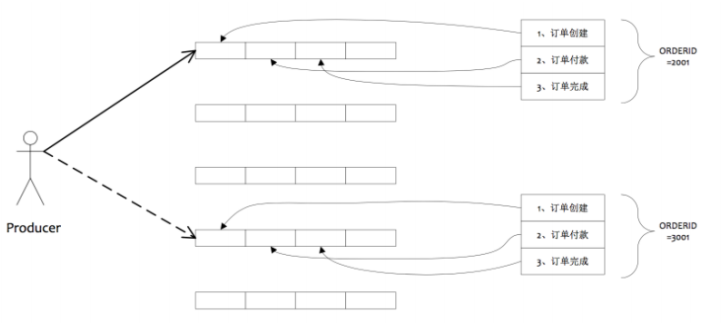 1、订单创建
2、订单付款
3、订单完成
ORDERID
=2001
Producer
1、订单创建
2、订单付款
3、订单完成
ORDERID
=3001